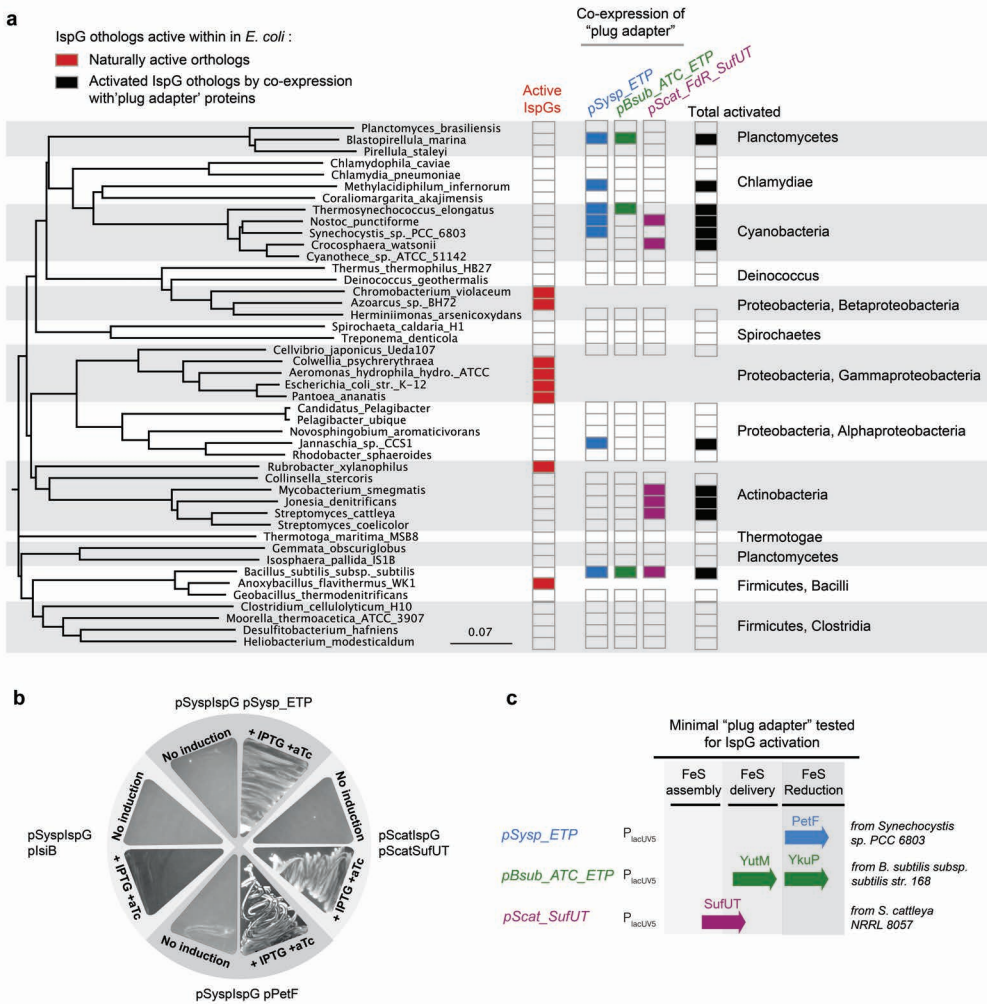 a
IspG othologs active within in E. coli :
Naturally active orthologs
Activated IspG othologs by co-expression
with'plug adapter' proteins
Co-expression of
"plug adapter"
Active
IspGs
pSysp_ETP
pBsub_ATC_ETP
pScat_FdR_SufUT
Total activated
Planctomyces_brasiliensis
Blastopirellula_marina
Pirellula_staleyi
Planctomycetes
Chlamydophila_caviae
Chlamydia_pneumoniae
Methylacidiphilum_infernorum
Coraliomargarita_akajimensis
Chlamydiae
Thermosynechococcus_elongatus
Nostoc_punctiforme
Synechocystis_sp._PCC_6803
Crocosphaera_watsonii
Cyanothece_sp._ATCC_51142
Cyanobacteria
Thermus_thermophilus_HB27
Deinococcus_geothermalis
Deinococcus
Chromobacterium_violaceum
Azoarcus_sp._BH72
Herminiimonas_arsenicoxydans
Proteobacteria, Betaproteobacteria
Spirochaeta_caldaria_H1
Treponema_denticola
Spirochaetes
Cellvibrio_japonicus_Ueda107
Colwellia_psychrerythraea
Aeromonas_hydrophila_hydro._ATCC
Escherichia_coli_str._K-12
Pantoea_ananatis
Proteobacteria, Gammaproteobacteria
Candidatus_Pelagibacter
Pelagibacter_ubique
Novosphingobium_aromaticivorans
Jannaschia_sp._CCS1
Rhodobacter_sphaeroides
Proteobacteria, Alphaproteobacteria
Rubrobacter_xylanophilus
Collinsella_stercoris
Mycobacterium_smegmatis
Jonesia_denitrificans
Streptomyces_cattleya
Streptomyces_coelicolor
Actinobacteria
Thermotoga_maritima_MSB8
Thermotogae
Gemmata_obscuriglobus
Isosphaera_pallida_IS1B
Planctomycetes
Bacillus_subtilis_subsp._subtilis
Anoxybacillus_flavithermus_WK1
Geobacillus_thermodenitrificans
Firmicutes, Bacilli
Clostridium_cellulolyticum_H10
Moorella_thermoacetica_ATCC_3907
Desulfitobacterium_hafniens
Heliobacterium_modesticaldum
Firmicutes, Clostridia
0.07
b
pSyspIspG pSysp_ETP
No induction
+ IPTG +aTc
No induction
No induction
pSyspIspG
pIsiB
pScatIspG
pScatSufUT
+ IPTG +aTc
+ IPTG +aTc
No induction
+ IPTG +aTc
pSyspIspG pPetF
c
Minimal "plug adapter" tested
for IspG activation
FeS
assembly
FeS
delivery
FeS
Reduction
pSysp_ETP
PlacUV5
PetF
from Synechocystis
sp. PCC 6803
pBsub_ATC_ETP
PlacUV5
YutM
YkuP
from B. subtilis subsp.
subtilis str. 168
pScat_SufUT
PlacUV5
SufUT
from S. cattleya
NRRL 8057